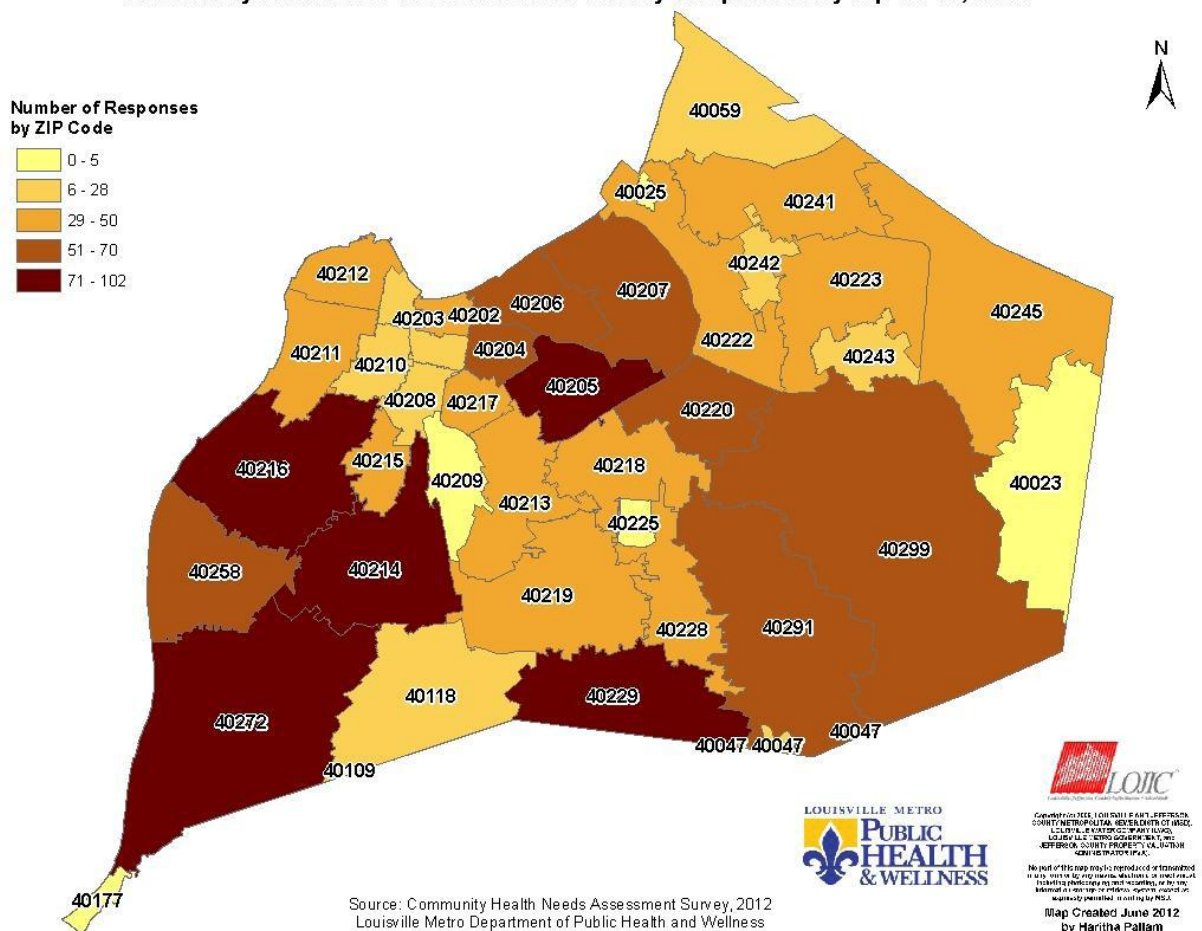 N
Number of Responses
by ZIP Code
0 - 5
6 - 28
29 - 50
51 - 70
71 - 102
40059
40025
40241
40242
40212
40207
40223
40206
40245
40203
40202
40222
40204
40211
40243
40210
40205
40208
40217
40220
40215
40218
40216
40209
40023
40213
40225
40299
40258
40214
40219
40228
40291
40118
40229
40272
40047
40047
40047
40109
40177
LOJIC
LOUISVILLE METRO
PUBLIC
HEALTH
& WELLNESS
Source: Community Health Needs Assessment Survey, 2012
Louisville Metro Department of Public Health and Wellness
Map Created June 2012
by Haritha Pallam